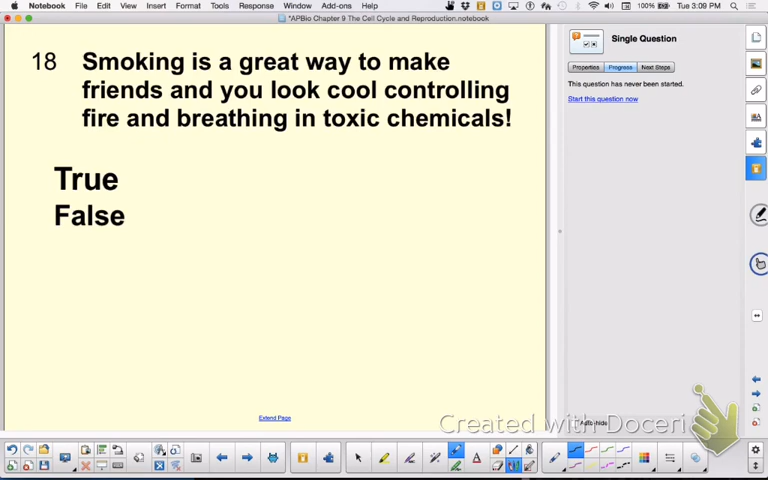 Notebook File Edit View Insert Format Tools Response Window Add-ons Help 100% Tue 3:09 PM
*APBio Chapter 9 The Cell Cycle and Reproduction.notebook
18 Smoking is a great way to make
friends and you look cool controlling
fire and breathing in toxic chemicals!
True
False
Extend Page
Single Question
Properties Progress Next Steps
This question has never been started.
Start this question now
Auto-hide
Created with Doceri